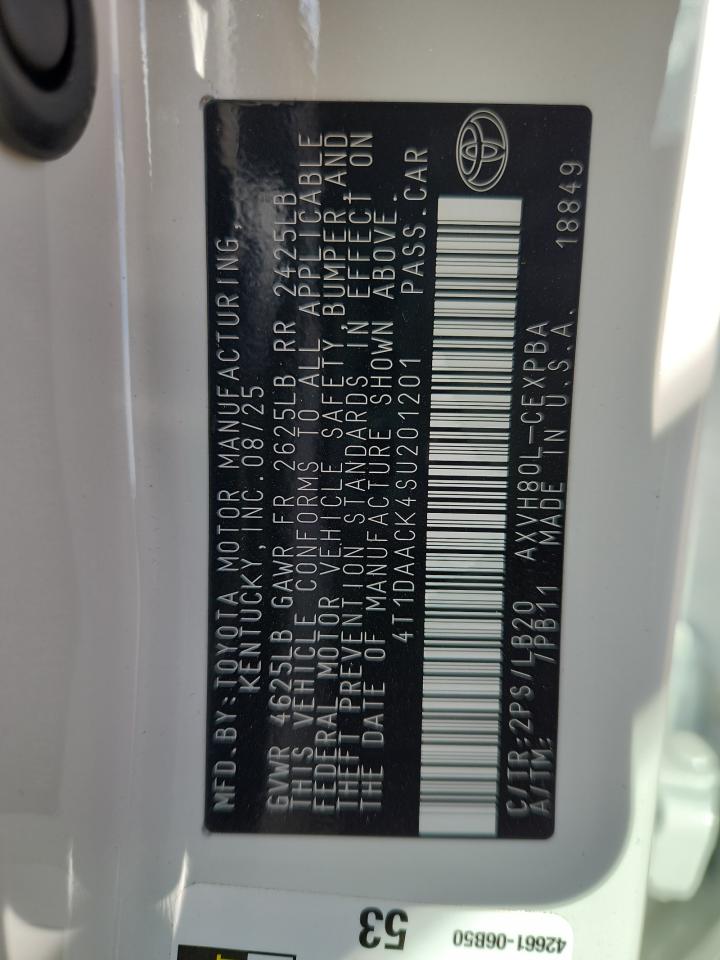 MFD.BY:TOYOTA MOTOR MANUFACTURING,
KENTUCKY, INC.08/25
GVWR 4625LB GAWR FR 2625LB RR 2425LB
THIS VEHICLE CONFORMS TO ALL APPLICABLE
FEDERAL MOTOR VEHICLE SAFETY, BUMPER, AND
THEFT PREVENTION STANDARDS IN EFFECT ON
THE DATE OF MANUFACTURE SHOWN ABOVE.
4T1DAACK4SU201201 PASS.CAR
C/TR:2PS/LB20 AXVH80L-CEXPBA
A/TM: /PB11 MADE IN U.S.A. 18849
53
42661-06B50